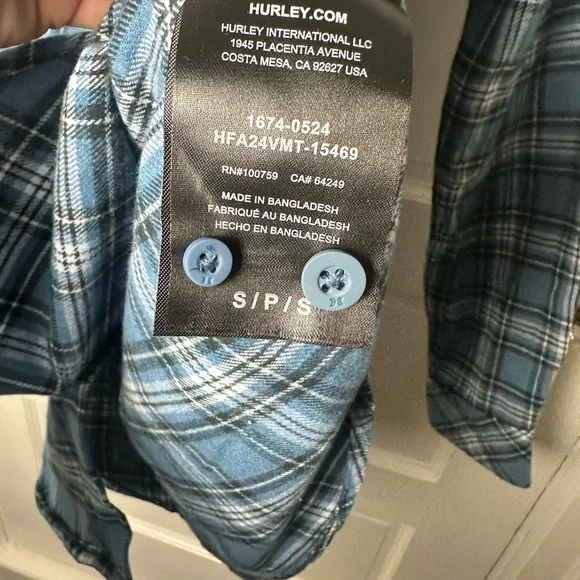 HURLEY.COM
HURLEY INTERNATIONAL LLC
1945 PLACENTIA AVENUE
COSTA MESA, CA 92627 USA
1674-0524
HFA24VMT-15469
RN#100759 CA# 64249
MADE IN BANGLADESH
FABRIQUÉ AU BANGLADESH
HECHO EN BANGLADESH
S/P/S